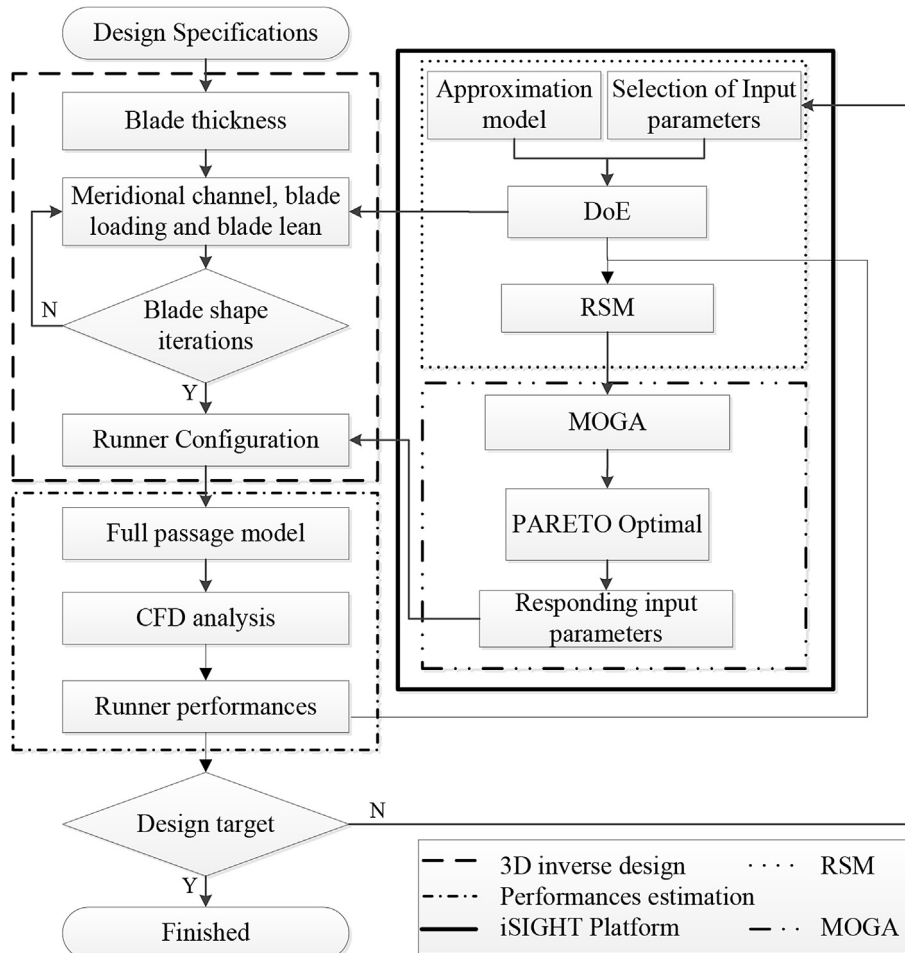 Design Specifications
Blade thickness
Meridional channel, blade
loading and blade lean
N
Blade shape
iterations
Y
Runner Configuration
Full passage model
CFD analysis
Runner performances
Design target
N
Y
Finished
Approximation
model
Selection of Input
parameters
DoE
RSM
MOGA
PARETO Optimal
Responding input
parameters
3D inverse design
RSM
Performances estimation
iSIGHT Platform
MOGA